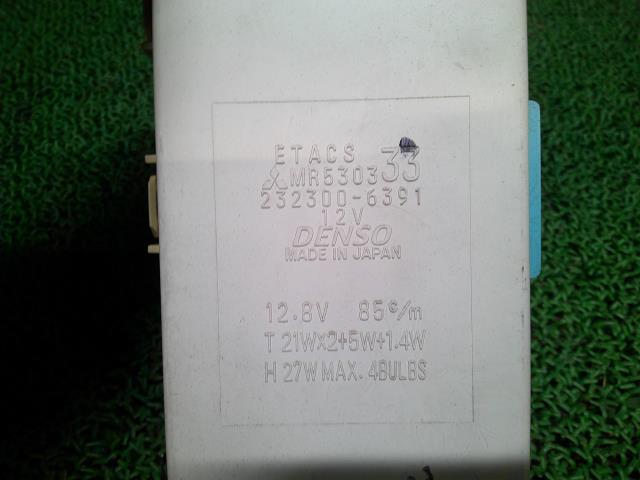 ETACS
MR530333
232300-6391
12V
DENSO
MADE IN JAPAN
12.8V 85c/m
T 21W×2+5W+1.4W
H 27W MAX. 4BULBS